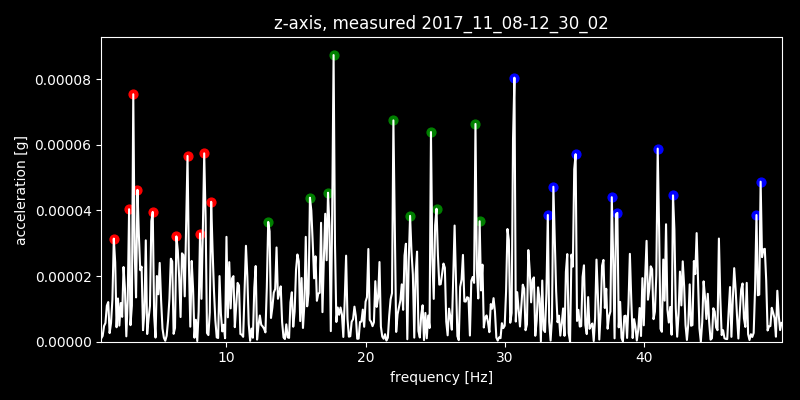 z-axis, measured 2017_11_08-12_30_02
0.00008
0.00006
0.00004
0.00002
0.00000
acceleration [g]
10 20 30 40
frequency [Hz]